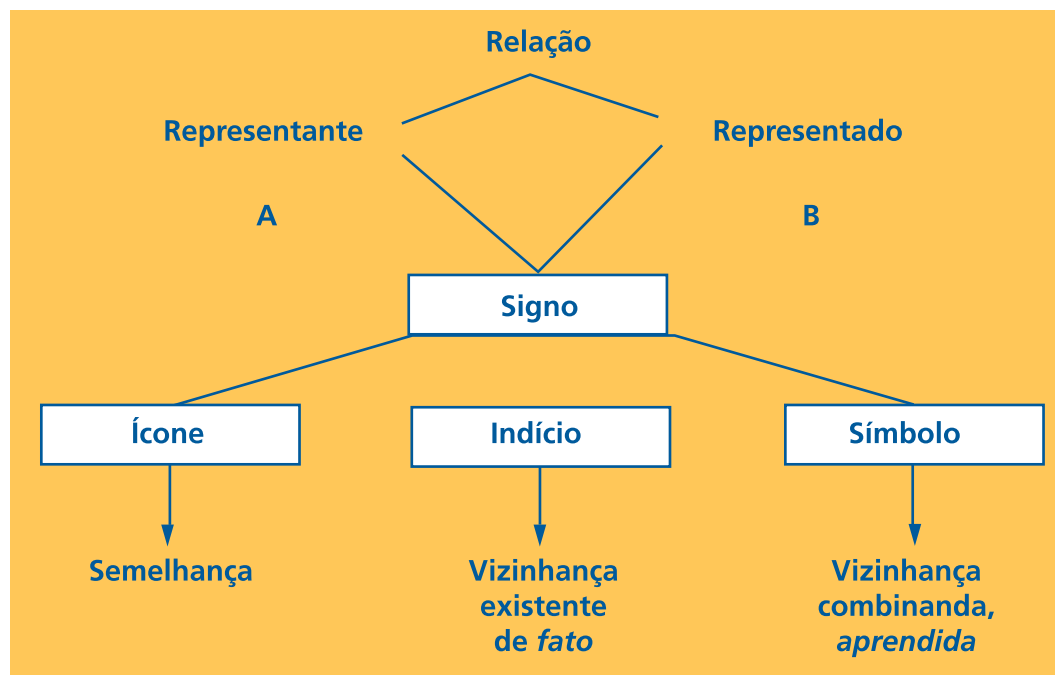 Relação
Representante
Representado
A
B
Signo
Ícone
Indício
Símbolo
Semelhança
Vizinhança
existente
de fato
Vizinhança
combinanda,
aprendida